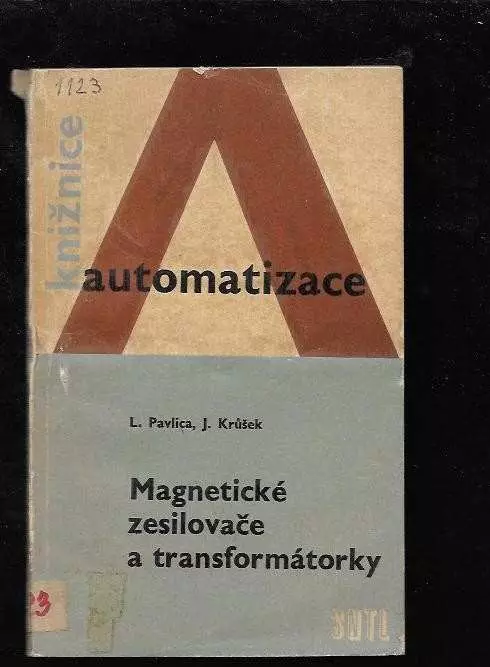 1123
knižnice
automatizace
L. Pavlica, J. Krůšek
Magnetické
zesilovače
a transformátorky
23
SNTL